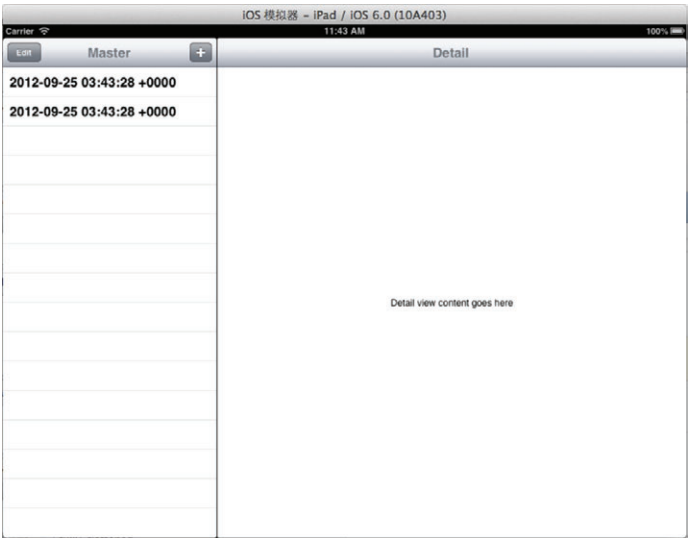 iOS 模拟器 – iPad / iOS 6.0 (10A403)
Carrier 11:43 AM 100%
Edit Master + Detail
2012-09-25 03:43:28 +0000
2012-09-25 03:43:28 +0000
Detail view content goes here